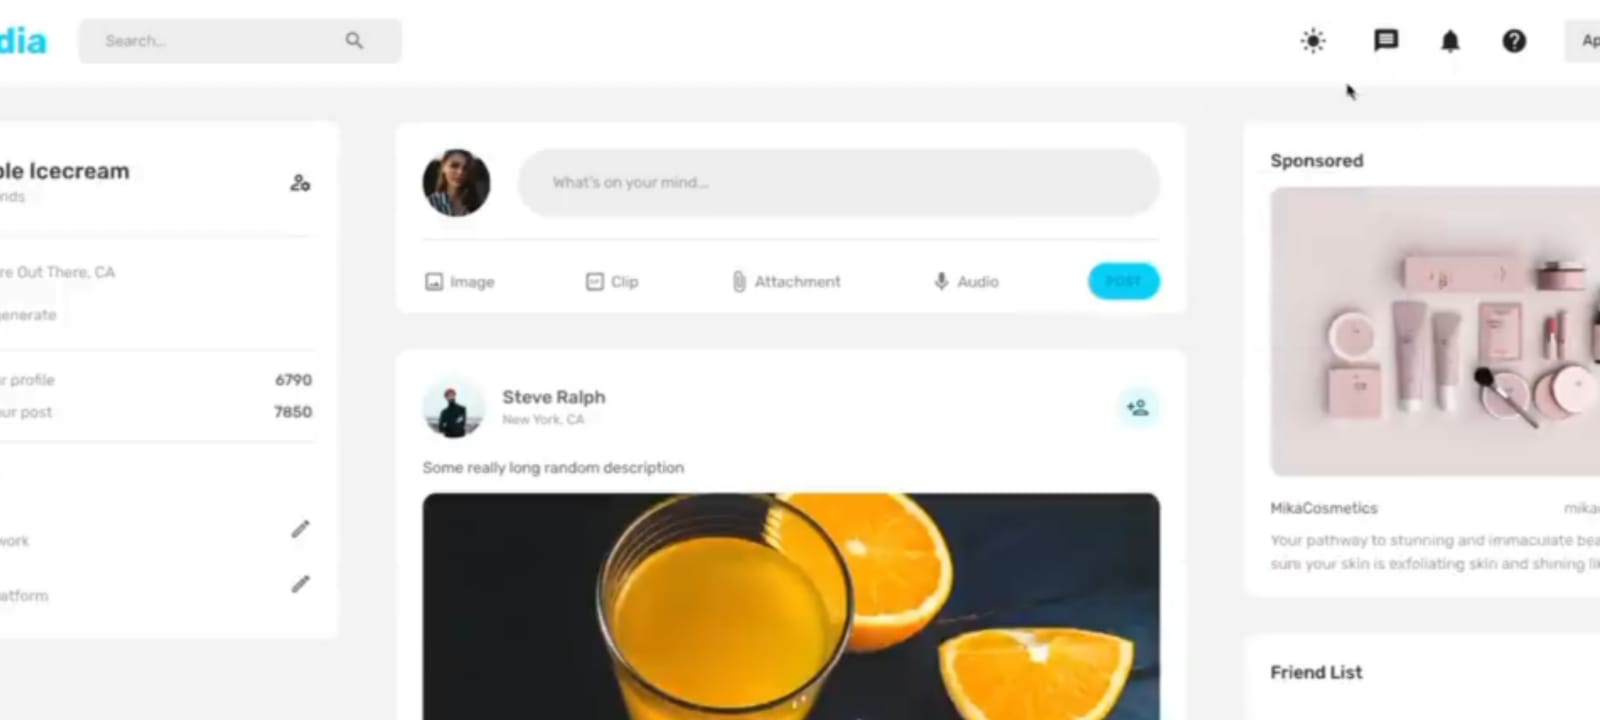 dia
Search...
Ap
ple Icecream
nds
re Out There, CA
enerate
r profile 6790
ur post 7850
work
atform
What's on your mind...
Image Clip Attachment Audio POST
Steve Ralph
New York, CA
Some really long random description
Sponsored
MikaCosmetics mika
Your pathway to stunning and immaculate bea
sure your skin is exfoliating skin and shining li
Friend List